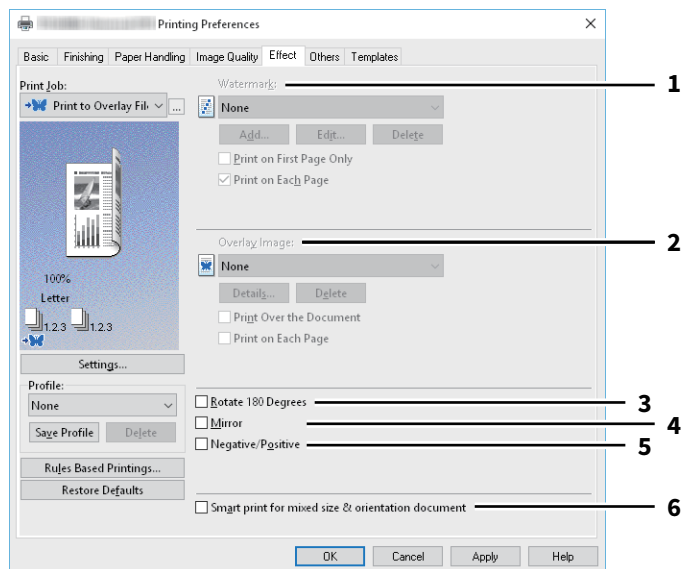 Printing Preferences
Basic Finishing Paper Handling Image Quality Effect Others Templates
Print Job:
Print to Overlay Fil ...
100%
Letter
1.2.3 1.2.3
Settings...
Profile:
None
Save Profile Delete
Rules Based Printings...
Restore Defaults
Watermark: 1
None
Add... Edit... Delete
Print on First Page Only
Print on Each Page
Overlay Image: 2
None
Details... Delete
Print Over the Document
Print on Each Page
Rotate 180 Degrees 3
Mirror 4
Negative/Positive 5
Smart print for mixed size & orientation document 6
OK Cancel Apply Help